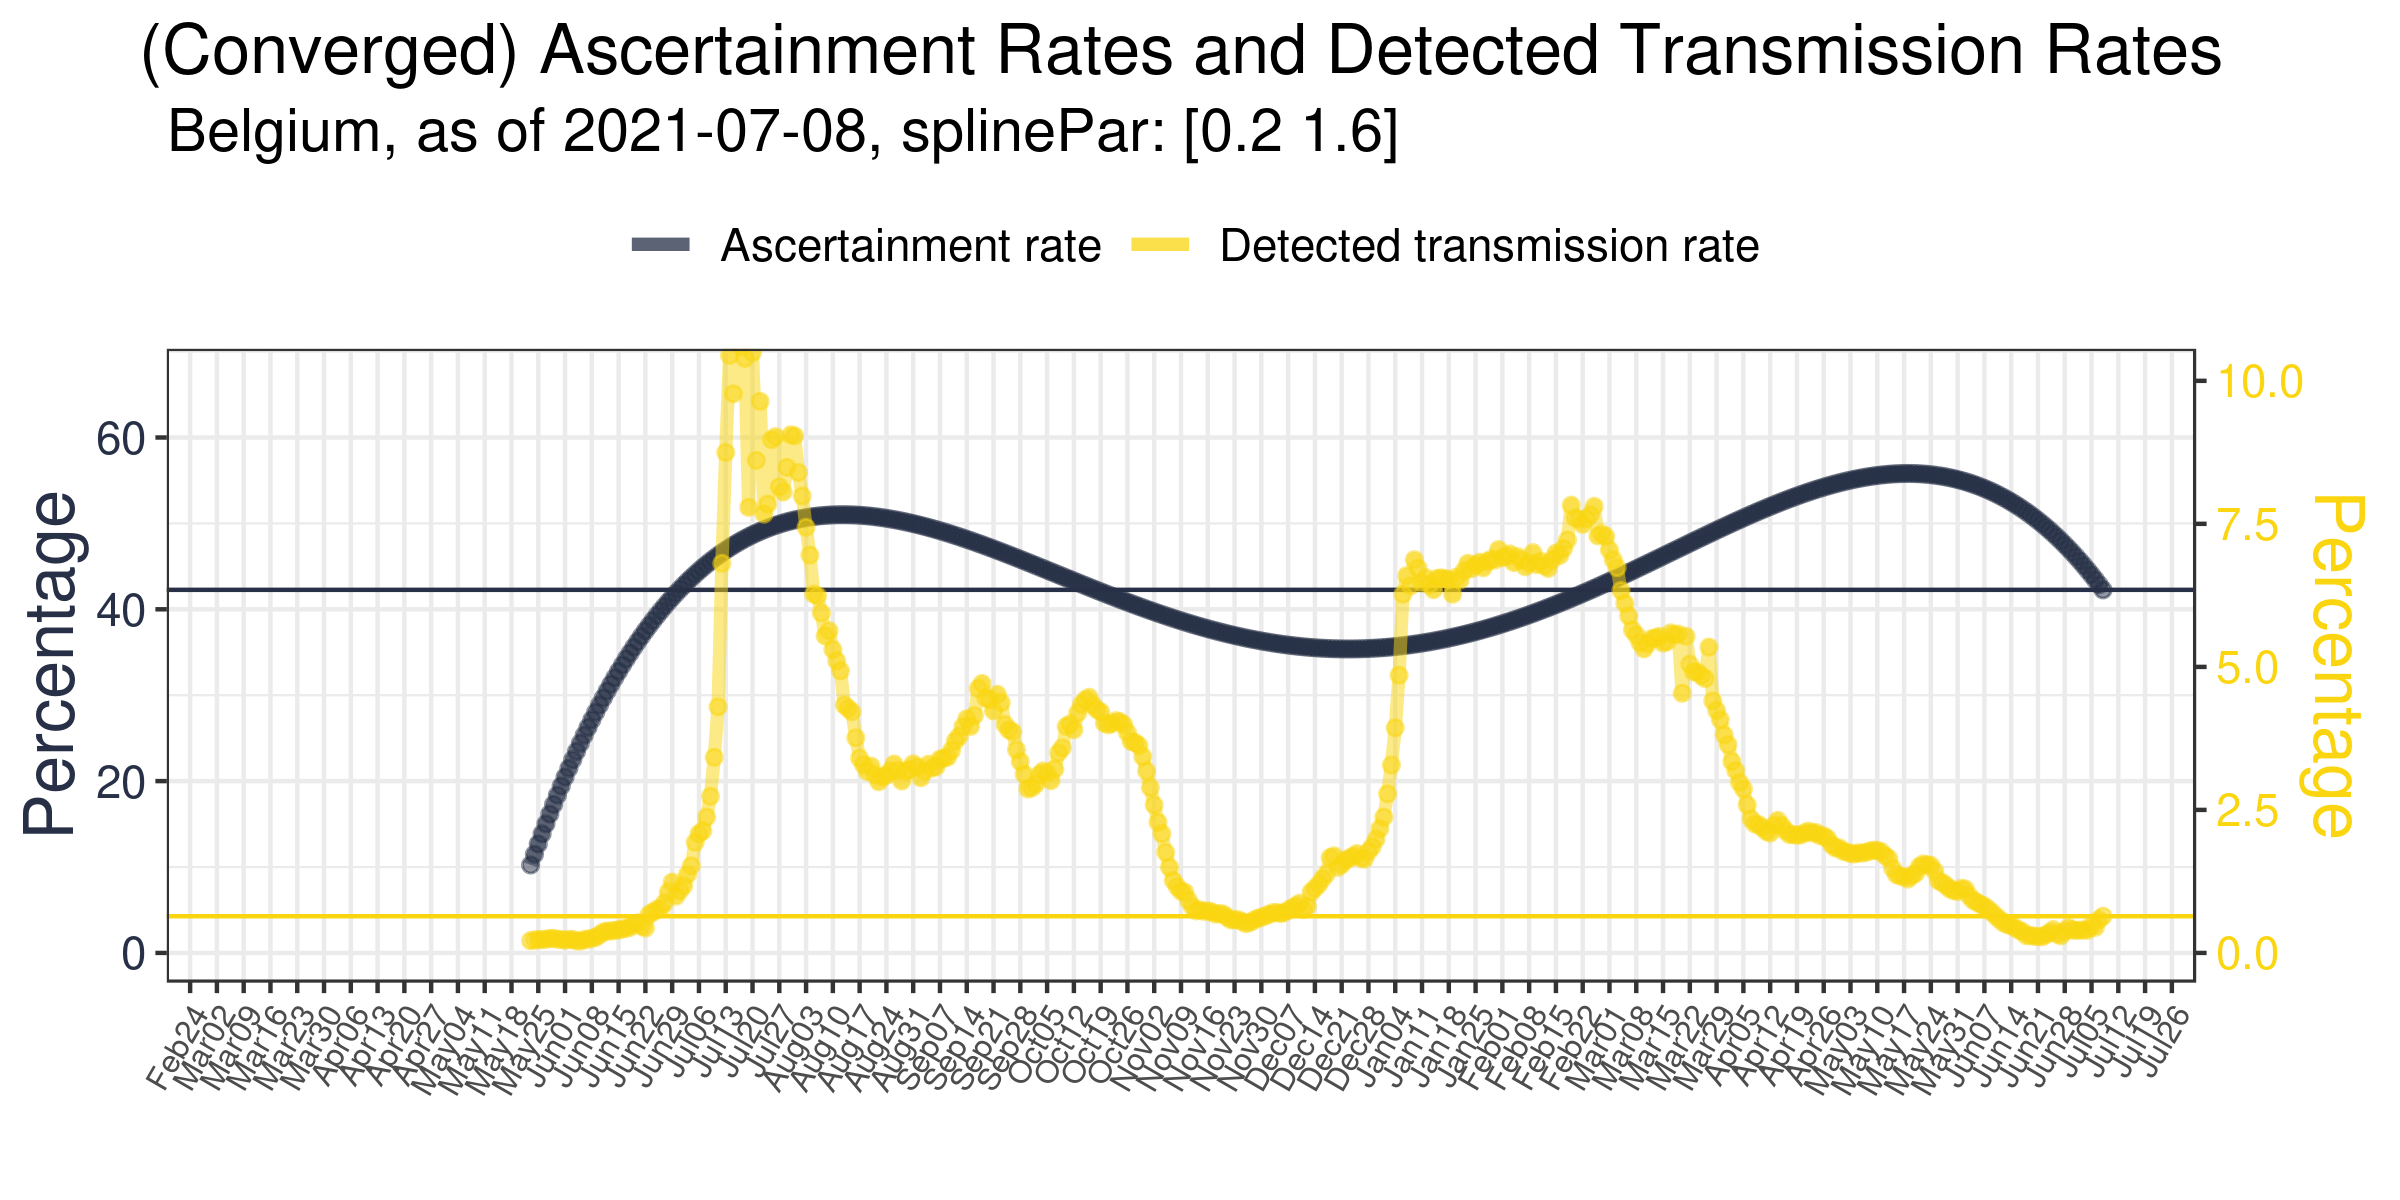 (Converged) Ascertainment Rates and Detected Transmission Rates
Belgium, as of 2021-07-08, splinePar: [0.2 1.6]
Ascertainment rate Detected transmission rate
Percentage
60
40
20
0
10.0
7.5
5.0
2.5
0.0
Percentage
Feb24
Mar02
Mar09
Mar16
Mar23
Mar30
Apr06
Apr13
Apr20
Apr27
May04
May11
May18
May25
Jun01
Jun08
Jun15
Jun22
Jun29
Jul06
Jul13
Jul20
Jul27
Aug03
Aug10
Aug17
Aug24
Aug31
Sep07
Sep14
Sep21
Sep28
Oct05
Oct12
Oct19
Oct26
Nov02
Nov09
Nov16
Nov23
Nov30
Dec07
Dec14
Dec21
Dec28
Jan04
Jan11
Jan18
Jan25
Feb01
Feb08
Feb15
Feb22
Mar01
Mar08
Mar15
Mar22
Mar29
Apr05
Apr12
Apr19
Apr26
May03
May10
May17
May24
May31
Jun07
Jun14
Jun21
Jun28
Jul05
Jul12
Jul19
Jul26